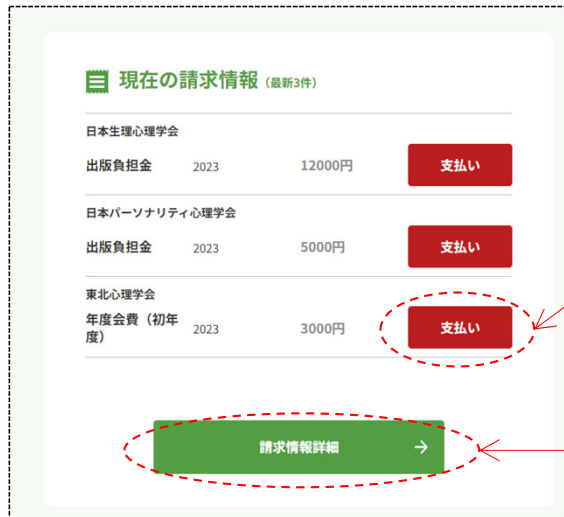 現在の請求情報（最新3件）
日本生理心理学会
出版負担金 2023 12000円 支払い
日本パーソナリティ心理学会
出版負担金 2023 5000円 支払い
東北心理学会
年度会費（初年
度） 2023 3000円 支払い
請求情報詳細 →